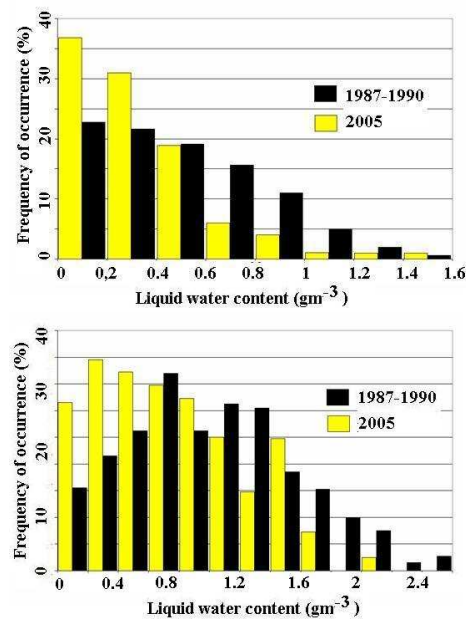 Frequency of occurrence (%)
40
30
20
10
0
1987-1990
2005
0 0,2 0.4 0.6 0.8 1 1.2 1.4 1.6
Liquid water content (gm-3 )
Frequency of occurrence (%)
40
30
20
10
0
1987-1990
2005
0 0.4 0.8 1.2 1.6 2 2.4
Liquid water content (gm-3 )